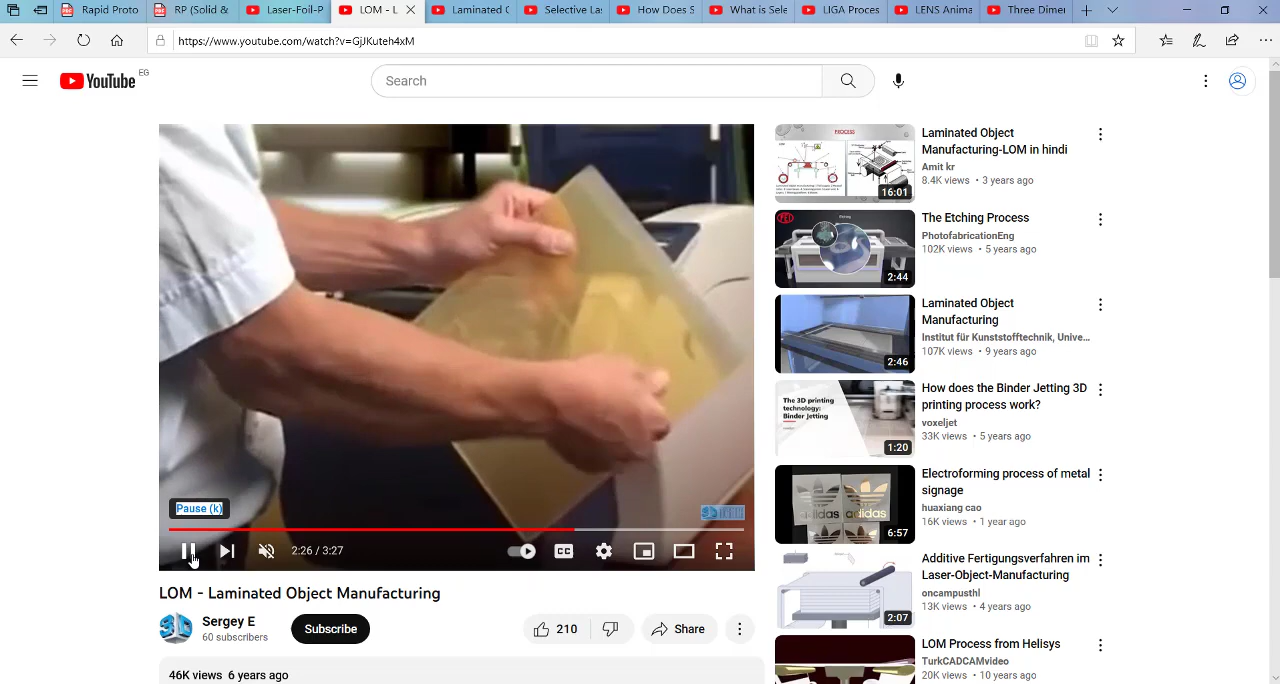 Rapid Proto
RP (Solid &
Laser-Foil-P
LOM - L
Laminated O
Selective La
How Does S
What is Sele
LIGA Proces
LENS Anima
Three Dimen
https://www.youtube.com/watch?v=GjJKuteh4xM
YouTube EG
Search
Pause (k)
2:26 / 3:27
CC
LOM - Laminated Object Manufacturing
Sergey E
60 subscribers
Subscribe
210
Share
46K vi
6 years ago
PROCESS
16:01
Laminated Object
Manufacturing-LOM in hindi
Amit kr
8.4K views • 3 years ago
Etching
2:44
The Etching Process
PhotofabricationEng
102K views • 5 years ago
2:46
Laminated Object
Manufacturing
Institut für Kunststofftechnik, Unive...
107K views • 9 years ago
The 3D printing
technology:
Binder Jetting
1:20
How does the Binder Jetting 3D
printing process work?
voxeljet
33K views • 5 years ago
adidas
adidas
6:57
Electroforming process of metal
signage
huaxiang cao
16K views • 1 year ago
2:07
Additive Fertigungsverfahren im
Laser-Object-Manufacturing
oncampusthl
13K views • 4 years ago
LOM Process from Helisys
TurkCADCAMvideo
20K views • 10 years ago